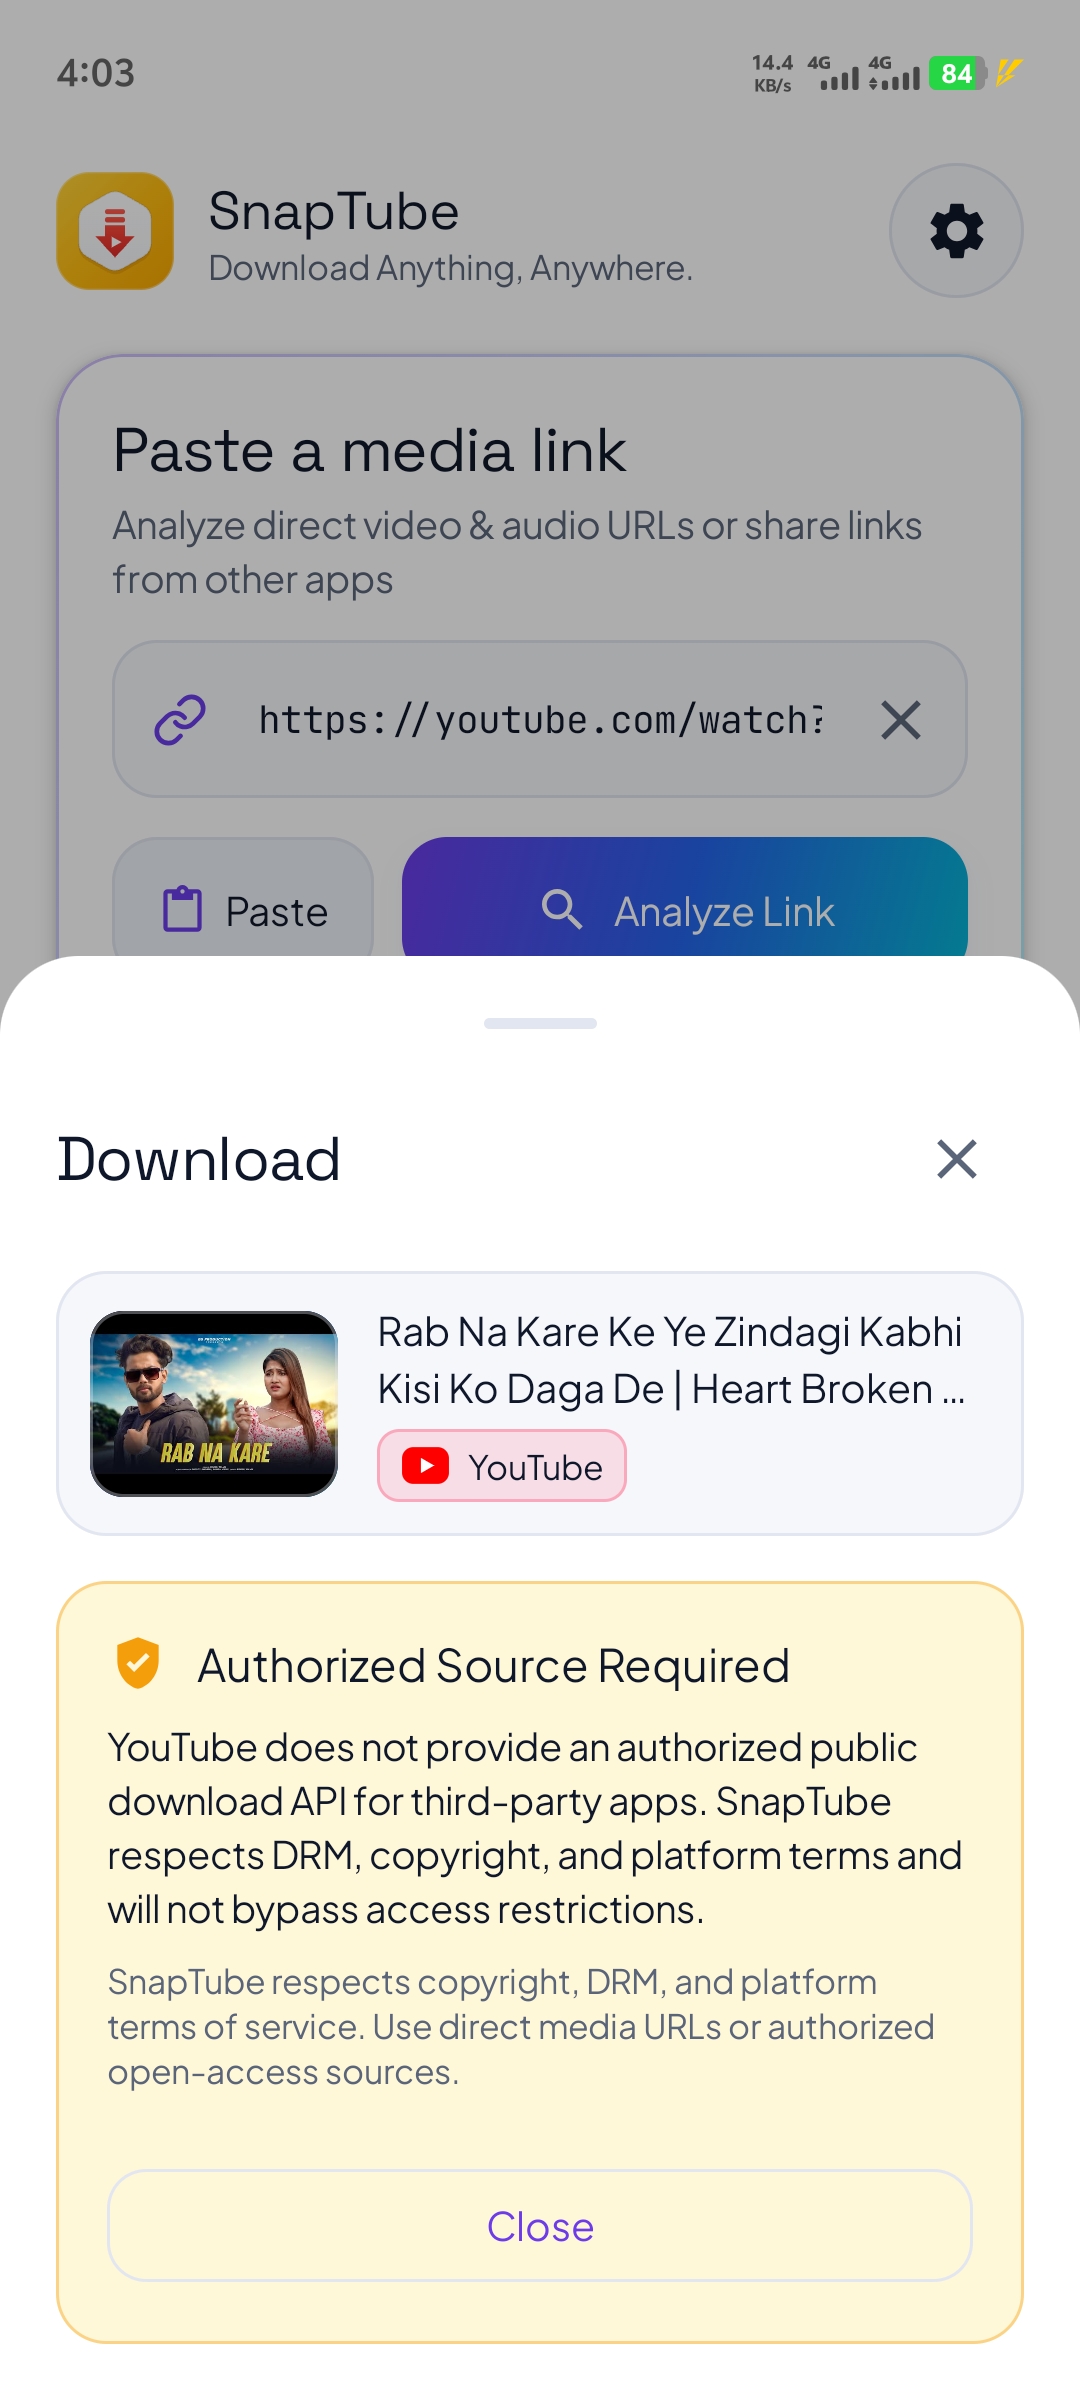 4:03
14.4 KB/s 4G 4G 84
SnapTube
Download Anything, Anywhere.
Paste a media link
Analyze direct video & audio URLs or share links
from other apps
https://youtube.com/watch?
Paste
Analyze Link
Download
Rab Na Kare Ke Ye Zindagi Kabhi
Kisi Ko Daga De | Heart Broken ...
RAB NA KARE
YouTube
Authorized Source Required
YouTube does not provide an authorized public
download API for third-party apps. SnapTube
respects DRM, copyright, and platform terms and
will not bypass access restrictions.
SnapTube respects copyright, DRM, and platform
terms of service. Use direct media URLs or authorized
open-access sources.
Close